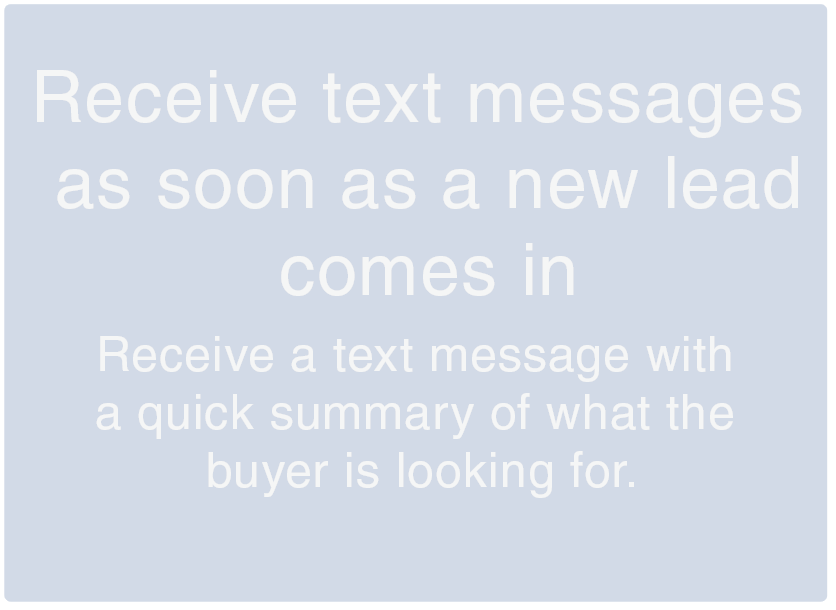 Receive text messages
as soon as a new lead
comes in
Receive a text message with
a quick summary of what the
buyer is looking for.